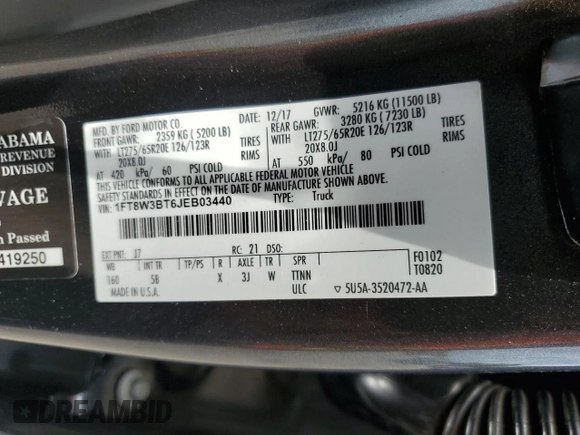 ABAMA
REVENUE
DIVISION
VAGE
n Passed
419250
MFD. BY FORD MOTOR CO.
DATE: 12/17 GVWR: 5216 KG (11500 LB)
FRONT GAWR: 2359 KG (5200 LB) REAR GAWR: 3280 KG (7230 LB)
WITH LT275/65R20E 126/123R TIRES WITH LT275/65R20E 126/123R TIRES
20X8.0J RIMS 20X8.0J RIMS
AT 420 kPa/ 60 PSI COLD AT 550 kPa/ 80 PSI COLD
THIS VEHICLE CONFORMS TO ALL APPLICABLE FEDERAL MOTOR VEHICLE
SAFETY STANDARDS IN EFFECT ON THE DATE OF MANUFACTURE SHOWN ABOVE.
VIN: 1FT8W3BT6JEB03440
TYPE: Truck
EXT PNT: J7 RC: 21 DSO:
WB INT TR TP/PS R AXLE TR SPR
160 SB X 3J W TTNN
MADE IN U.S.A. ULC
F0102
T0820
▽ 5U5A-3520472-AA
DREAMBID